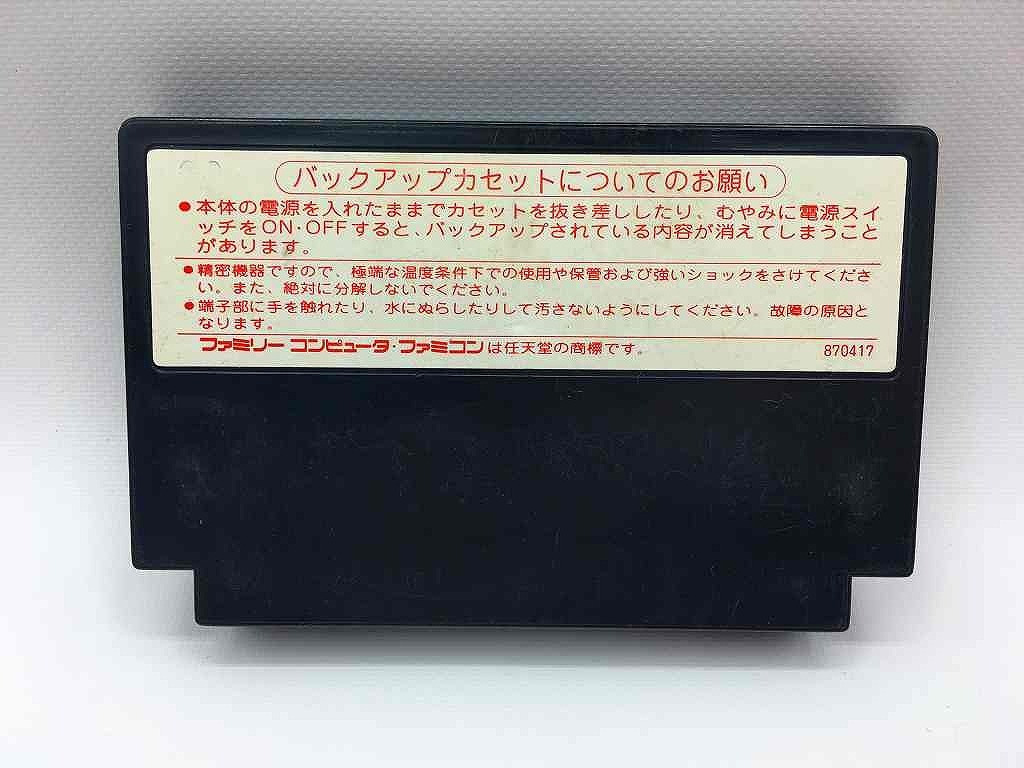 バックアップカセットについてのお願い
●本体の電源を入れたままでカセットを抜き差ししたり、むやみに電源スイ
ッチをON・OFFすると、バックアップされている内容が消えてしまうこと
があります。
●精密機器ですので、極端な温度条件下での使用や保管および強いショックをさけてくださ
い。また、絶対に分解しないでください。
●端子部に手を触れたり、水にぬらしたりして汚さないようにしてください。故障の原因と
なります。
ファミリー コンピュータ・ファミコンは任天堂の商標です。 870417